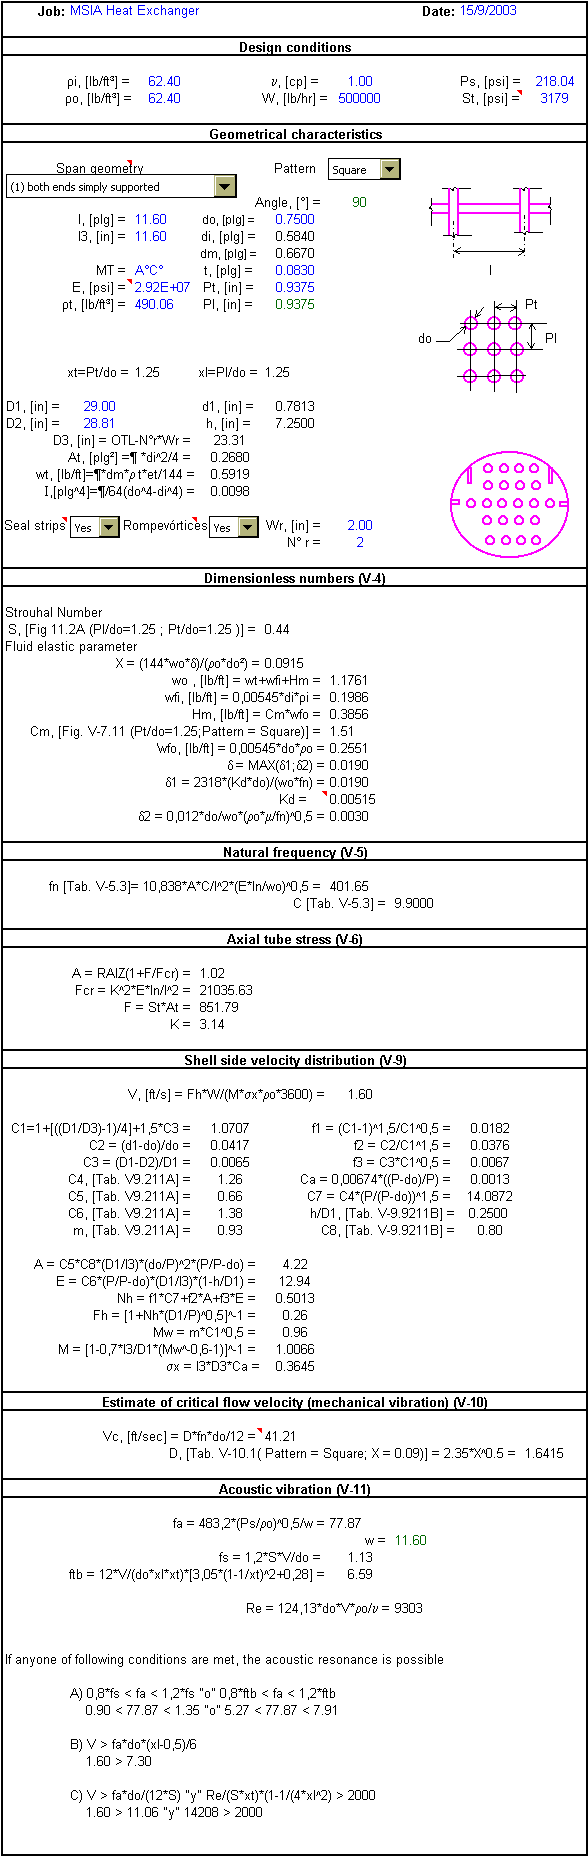 Job: MSIA Heat Exchanger Date: 15/9/2003
Design conditions
ρi, [lb/ft³] = 62.40 ν, [cp] = 1.00 Ps, [psi] = 218.04
ρo, [lb/ft³] = 62.40 W, [lb/hr] = 500000 St, [psi] = 3179
Geometrical characteristics
Span geometry Pattern Square
(1) both ends simply supported
Angle, [°] = 90
l, [plg] = 11.60 do, [plg] = 0.7500
l3, [in] = 11.60 di, [plg] = 0.5840
dm, [plg] = 0.6670
MT = A°C° t, [plg] = 0.0830
E, [psi] = 2.92E+07 Pt, [in] = 0.9375
ρt, [lb/ft³] = 490.06 Pl, [in] = 0.9375
l
Pt
do Pl
xt=Pt/do = 1.25 xl=Pl/do = 1.25
D1, [in] = 29.00 d1, [in] = 0.7813
D2, [in] = 28.81 h, [in] = 7.2500
D3, [in] = OTL-N°r*Wr = 23.31
At, [plg²] =¶ *di^2/4 = 0.2680
wt, [lb/ft]=¶*dm*ρ t*et/144 = 0.5919
I,[plg^4]=¶/64(do^4-di^4) = 0.0098
Seal strips Yes Rompevórtices Yes Wr, [in] = 2.00
N° r = 2
Dimensionless numbers (V-4)
Strouhal Number
S, [Fig 11.2A (Pl/do=1.25 ; Pt/do=1.25 )] = 0.44
Fluid elastic parameter
X = (144*wo*δ)/(ρo*do²) = 0.0915
wo , [lb/ft] = wt+wfi+Hm = 1.1761
wfi, [lb/ft] = 0,00545*di*pi = 0.1986
Hm, [lb/ft] = Cm*wfo = 0.3856
Cm, [Fig. V-7.11 (Pt/do=1.25;Pattern = Square)] = 1.51
Wfo, [lb/ft] = 0,00545*do*ρo = 0.2551
δ = MAX(δ1;δ2) = 0.0190
δ1 = 2318*(Kd*do)/(wo*fn) = 0.0190
Kd = 0.00515
δ2 = 0,012*do/wo*(ρo*μ/fn)^0,5 = 0.0030
Natural frequency (V-5)
fn [Tab. V-5.3]= 10,838*A*C/l^2*(E*In/wo)^0,5 = 401.65
C [Tab. V-5.3] = 9.9000
Axial tube stress (V-6)
A = RAIZ(1+F/Fcr) = 1.02
Fcr = K^2*E*In/l^2 = 21035.63
F = St*At = 851.79
K = 3.14
Shell side velocity distribution (V-9)
V, [ft/s] = Fh*W/(M*σx*ρo*3600) = 1.60
C1=1+[((D1/D3)-1)/4]+1,5*C3 = 1.0707 f1 = (C1-1)^1,5/C1^0,5 = 0.0182
C2 = (d1-do)/do = 0.0417 f2 = C2/C1^1,5 = 0.0376
C3 = (D1-D2)/D1 = 0.0065 f3 = C3*C1^0,5 = 0.0067
C4, [Tab. V9.211A] = 1.26 Ca = 0,00674*((P-do)/P) = 0.0013
C5, [Tab. V9.211A] = 0.66 C7 = C4*(P/(P-do))^1,5 = 14.0872
C6, [Tab. V9.211A] = 1.38 h/D1, [Tab. V-9.9211B] = 0.2500
m, [Tab. V9.211A] = 0.93 C8, [Tab. V-9.9211B] = 0.80
A = C5*C8*(D1/l3)*(do/P)^2*(P/P-do) = 4.22
E = C6*(P/P-do)*(D1/l3)*(1-h/D1) = 12.94
Nh = f1*C7+f2*A+f3*E = 0.5013
Fh = [1+Nh*(D1/P)^0,5]^-1 = 0.26
Mw = m*C1^0,5 = 0.96
M = [1-0,7*l3/D1*(Mw^-0,6-1)]^-1 = 1.0066
σx = l3*D3*Ca = 0.3645
Estimate of critical flow velocity (mechanical vibration) (V-10)
Vc, [ft/sec] = D*fn*do/12 = 41.21
D, [Tab. V-10.1( Pattern = Square; X = 0.09)] = 2.35*X^0.5 = 1.6415
Acoustic vibration (V-11)
fa = 483,2*(Ps/ρo)^0,5/w = 77.87
w = 11.60
fs = 1,2*S*V/do = 1.13
ftb = 12*V/(do*xl*xt)*[3,05*(1-1/xt)^2+0,28] = 6.59
Re = 124,13*do*V*ρo/ν = 9303
If anyone of following conditions are met, the acoustic resonance is possible
A) 0,8*fs < fa < 1,2*fs "o" 0,8*ftb < fa < 1,2*ftb
0.90 < 77.87 < 1.35 "o" 5.27 < 77.87 < 7.91
B) V > fa*do*(xl-0,5)/6
1.60 > 7.30
C) V > fa*do/(12*S) "y" Re/(S*xt)*(1-1/(4*xl^2) > 2000
1.60 > 11.06 "y" 14208 > 2000